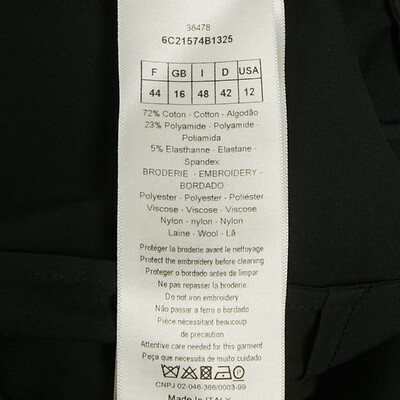 38478
6C21574B1325
F GB I D USA
44 16 48 42 12
72% Coton - Cotton - Algodão
23% Polyamide - Polyamide -
Poliamida
5% Elasthanne - Elastane -
Spandex
BRODERIE - EMBROIDERY -
BORDADO
Polyester - Polyester - Poliéster
Viscose - Viscose - Viscose
Nylon - nylon - Nylon
Laine - Wool - Lã
Protéger la broderie avant le nettoyage
Protect the embroidery before cleaning
Proteger o bordado antes de limpar
Ne pas repasser la broderie
Do not iron embroidery
Não passar a ferro o bordado
Pièce nécessitant beaucoup
de précaution
Attentive care needed for this garment
Peça que necessita de muito cuidado
CNPJ 02-046-366/0003-99
Made in ITALY